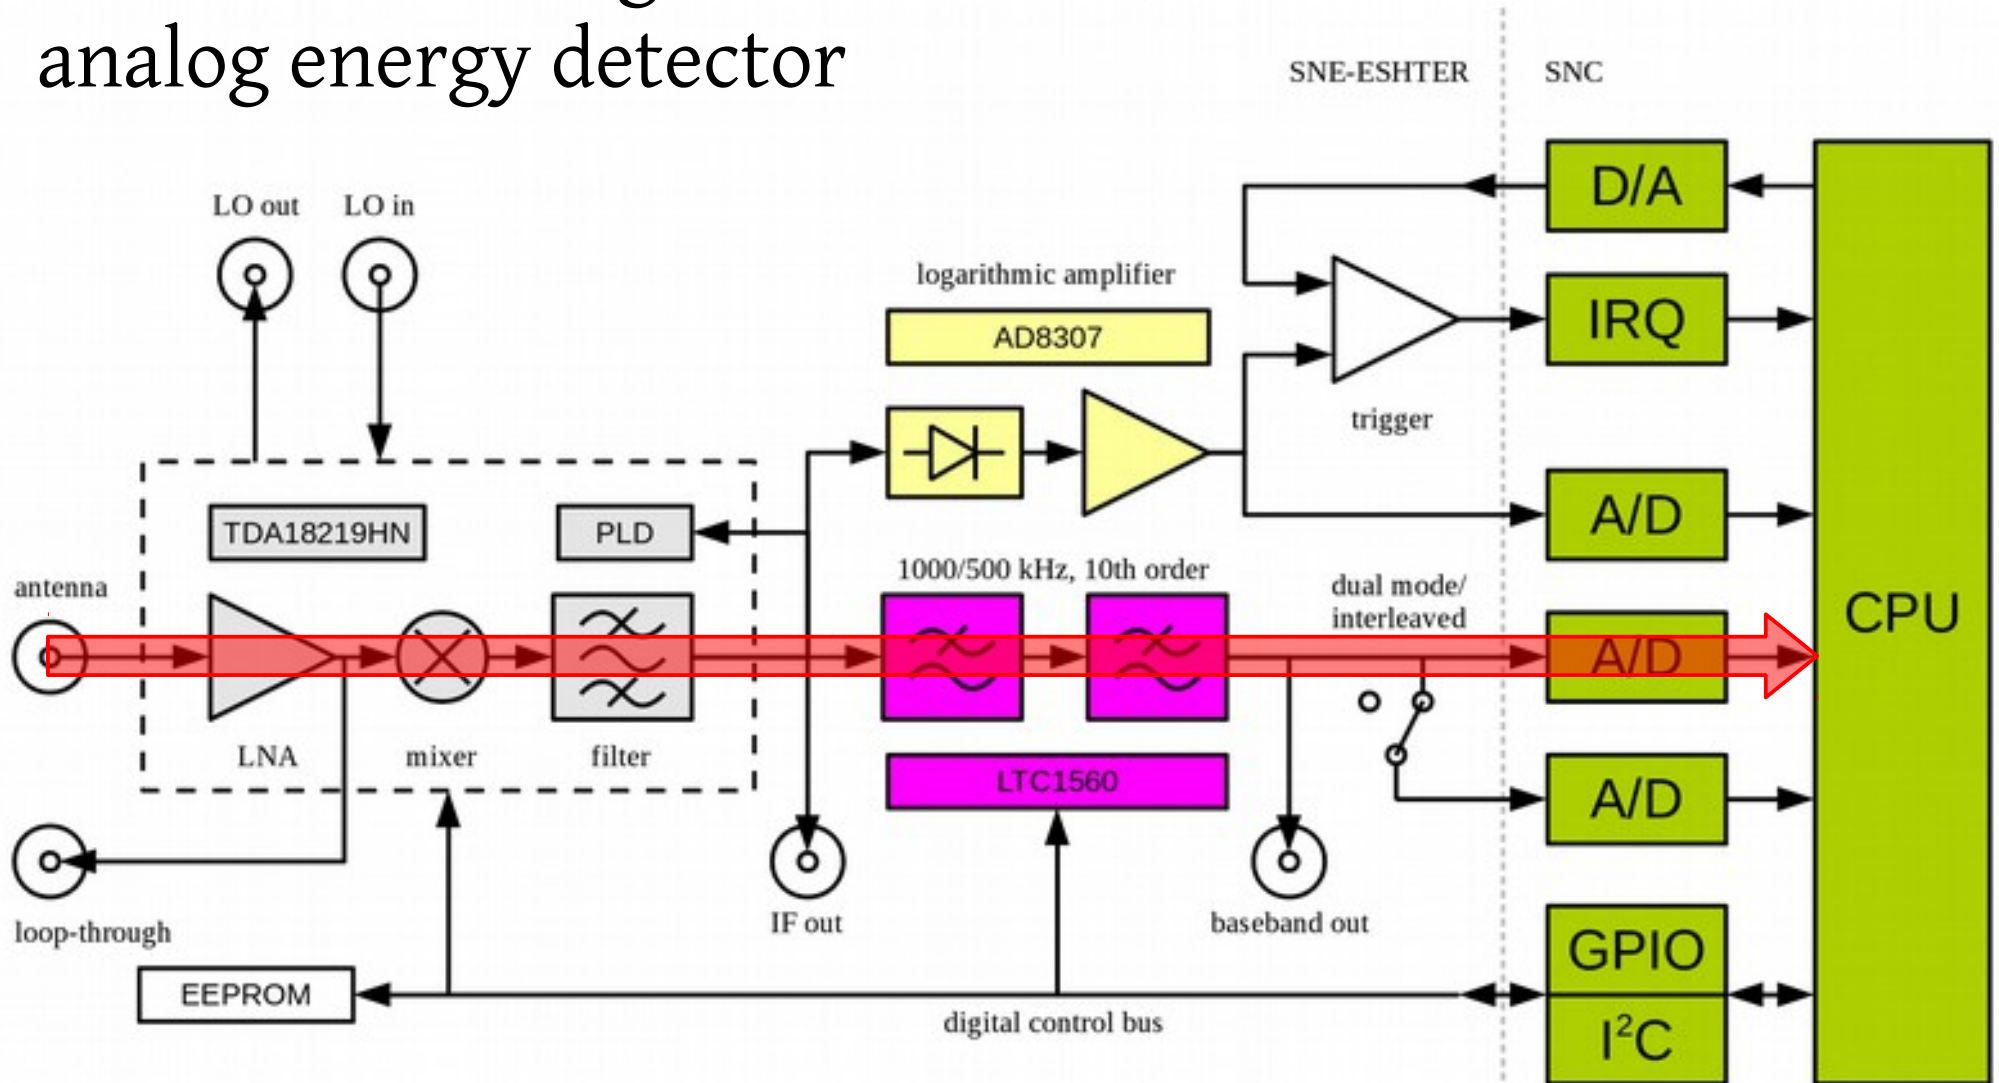 analog energy detector
SNE-ESHTER
SNC
D/A
LO out
LO in
logarithmic amplifier
IRQ
AD8307
trigger
TDA18219HN
PLD
A/D
antenna
1000/500 kHz, 10th order
dual mode/
interleaved
CPU
A/D
LNA
mixer
filter
LTC1560
A/D
loop-through
IF out
baseband out
GPIO
EEPROM
digital control bus
I²C